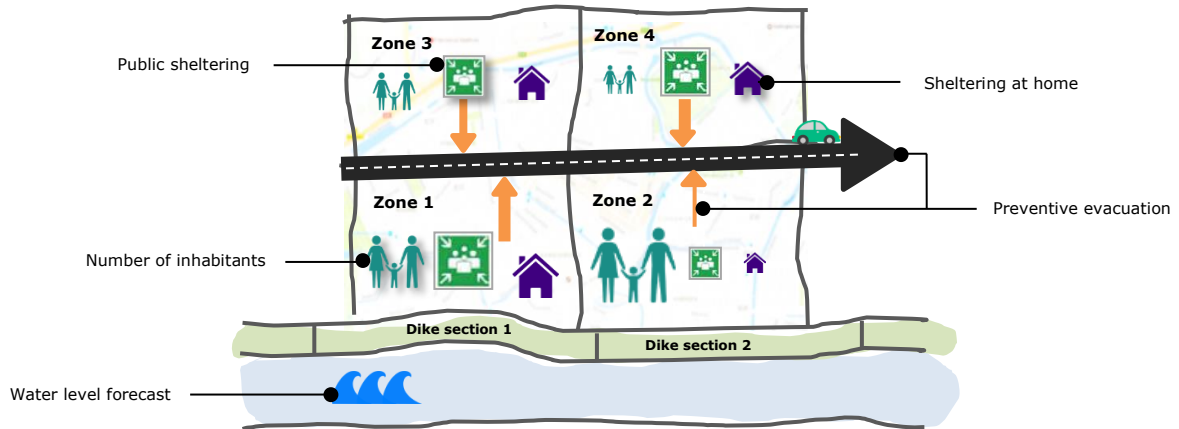 Zone 3
Zone 4
Public sheltering
Sheltering at home
Zone 1
Zone 2
Preventive evacuation
Number of inhabitants
Dike section 1
Dike section 2
Water level forecast